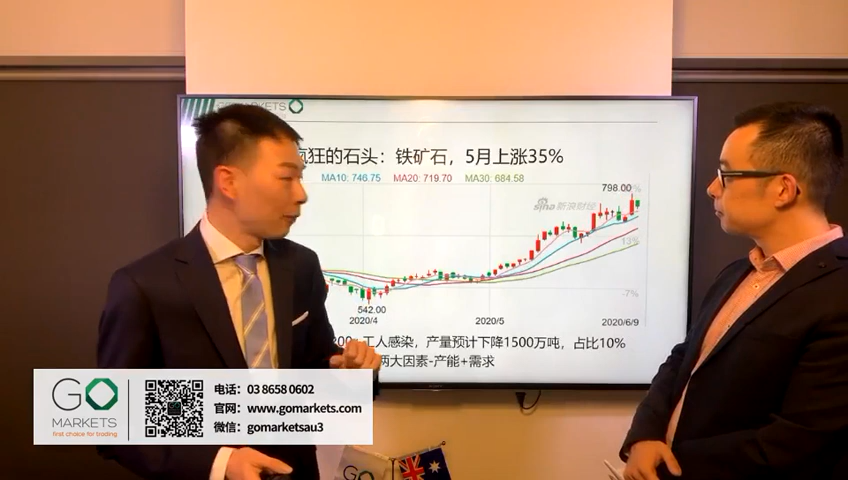 GO MARKETS
疯狂的石头：铁矿石，5月上涨35%
MA10: 746.75 MA20: 719.70 MA30: 684.58
798.00
sina 新浪财经
13%
-7%
542.00
2020/4 2020/5 2020/6/9
工人感染，产量预计下降1500万吨，占比10%
两大因素-产能+需求
GO
MARKETS
first choice for trading
电话：03 8658 0602
官网：www.gomarkets.com
微信：gomarketsau3
GO